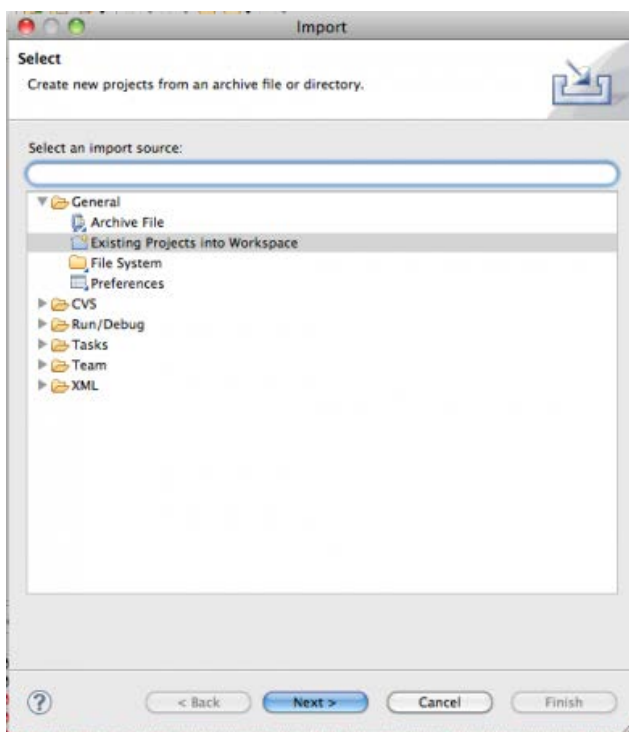 Import
Select
Create new projects from an archive file or directory.
Select an import source:
General
Archive File
Existing Projects into Workspace
File System
Preferences
CVS
Run/Debug
Tasks
Team
XML
?
< Back
Next >
Cancel
Finish